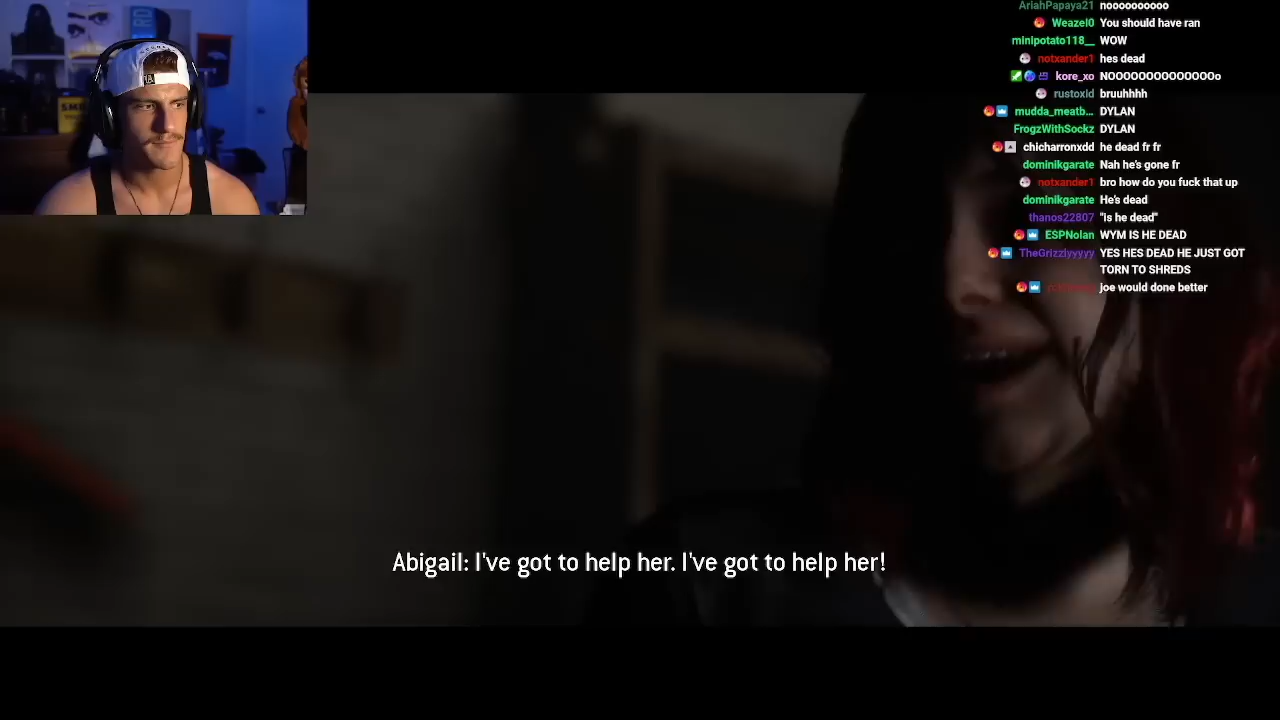 AriahPapaya21 noooooooooo
Weazel0 You should have ran
minipotato118__ WOW
notxander1 hes dead
kore_xo NOOOOOOOOOOOOOOo
rustoxid bruuhhhh
mudda_meatb... DYLAN
FrogzWithSockz DYLAN
chicharronxdd he dead fr fr
dominikgarate Nah he's gone fr
notxander1 bro how do you fuck that up
dominikgarate He's dead
thanos22807 "Is he dead"
ESPNolan WYM IS HE DEAD
TheGrizzlyyyyy YES HES DEAD HE JUST GOT
TORN TO SHREDS
joe would done better
Abigail: I've got to help her. I've got to help her!